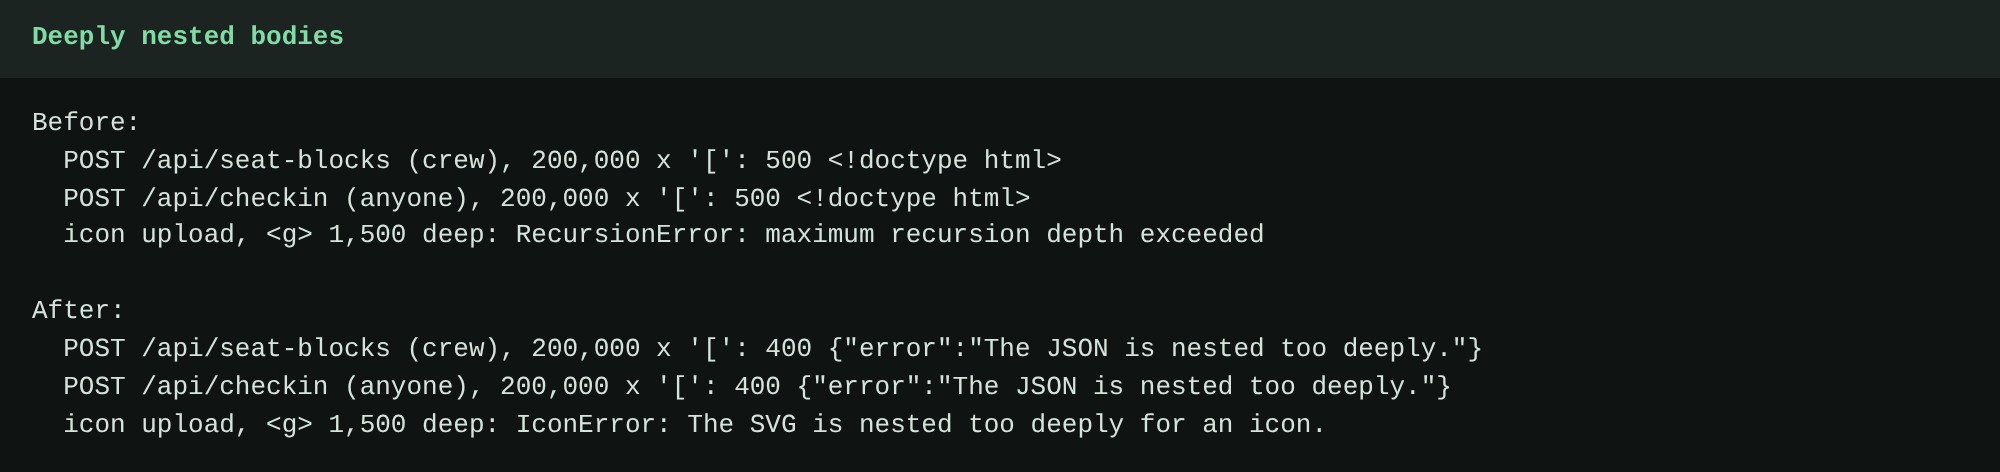 Deeply nested bodies
Before:
POST /api/seat-blocks (crew), 200,000 x '[': 500 <!doctype html>
POST /api/checkin (anyone), 200,000 x '[': 500 <!doctype html>
icon upload, <g> 1,500 deep: RecursionError: maximum recursion depth exceeded
After:
POST /api/seat-blocks (crew), 200,000 x '[': 400 {"error":"The JSON is nested too deeply."}
POST /api/checkin (anyone), 200,000 x '[': 400 {"error":"The JSON is nested too deeply."}
icon upload, <g> 1,500 deep: IconError: The SVG is nested too deeply for an icon.